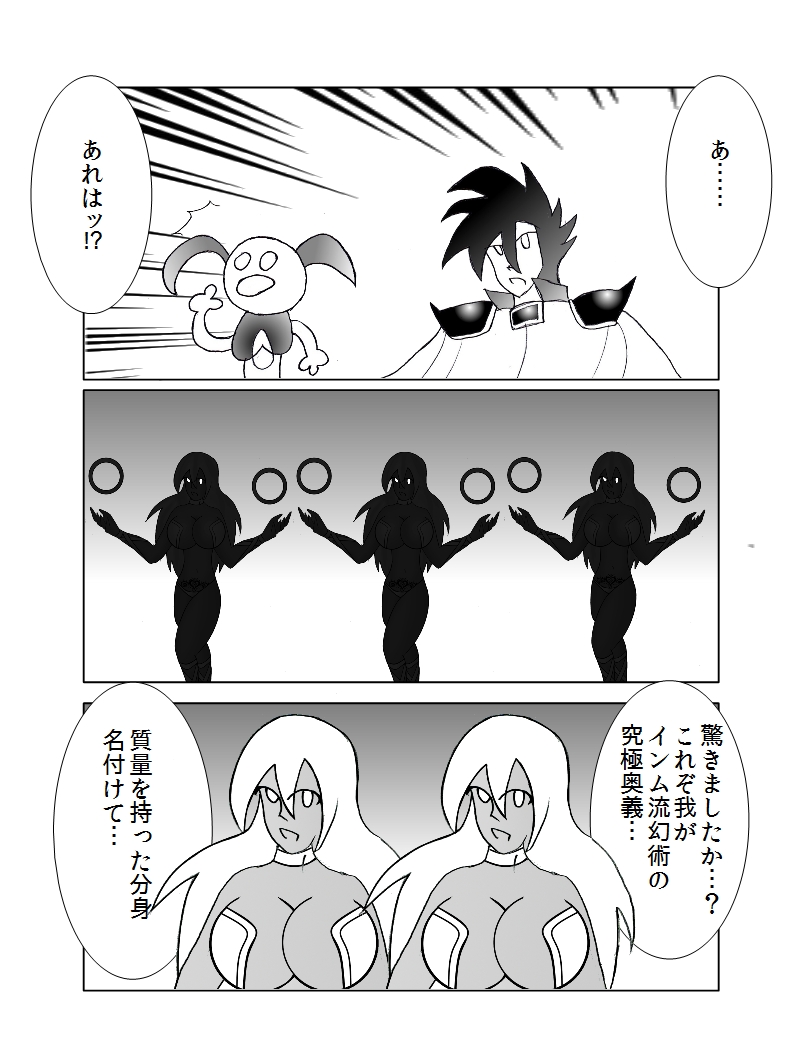 あ……
あれはッ!?
驚きましたか…?
これぞ我が
インム流幻術の
究極奥義…
質量を持った分身
名付けて…